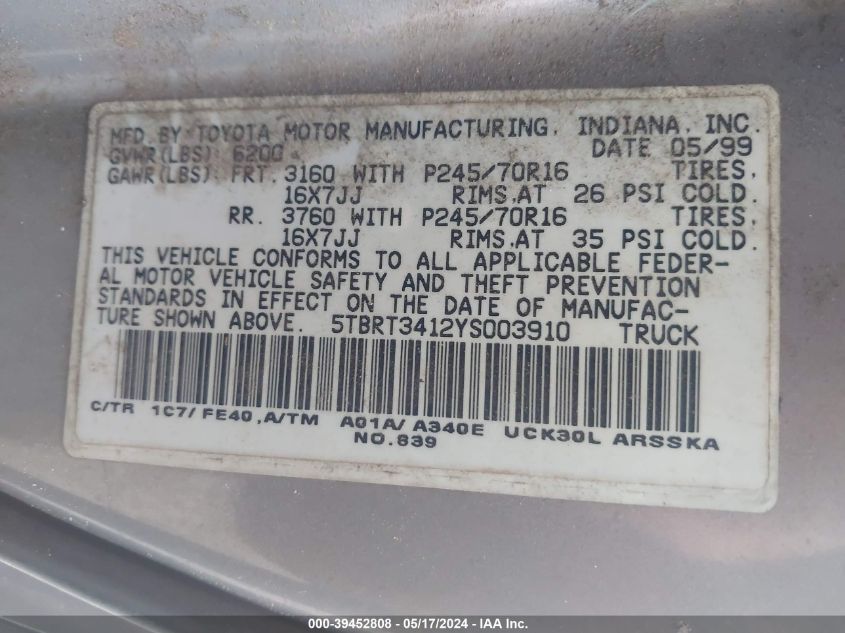 MFD. BY TOYOTA MOTOR MANUFACTURING, INDIANA, INC.
GVWR(LBS): 6200 DATE 05/99
GAWR(LBS): FRT. 3160 WITH P245/70R16 TIRES,
16X7JJ RIMS,AT 26 PSI COLD.
RR. 3760 WITH P245/70R16 TIRES,
16X7JJ RIMS,AT 35 PSI COLD.
THIS VEHICLE CONFORMS TO ALL APPLICABLE FEDER-
AL MOTOR VEHICLE SAFETY AND THEFT PREVENTION
STANDARDS IN EFFECT ON THE DATE OF MANUFAC-
TURE SHOWN ABOVE. 5TBRT3412YS003910 TRUCK
C/TR 1C7/FE40,A/TM A01A/A340E UCK30L ARSSKA
NO.839
000-39452808 - 05/17/2024 - IAA Inc.